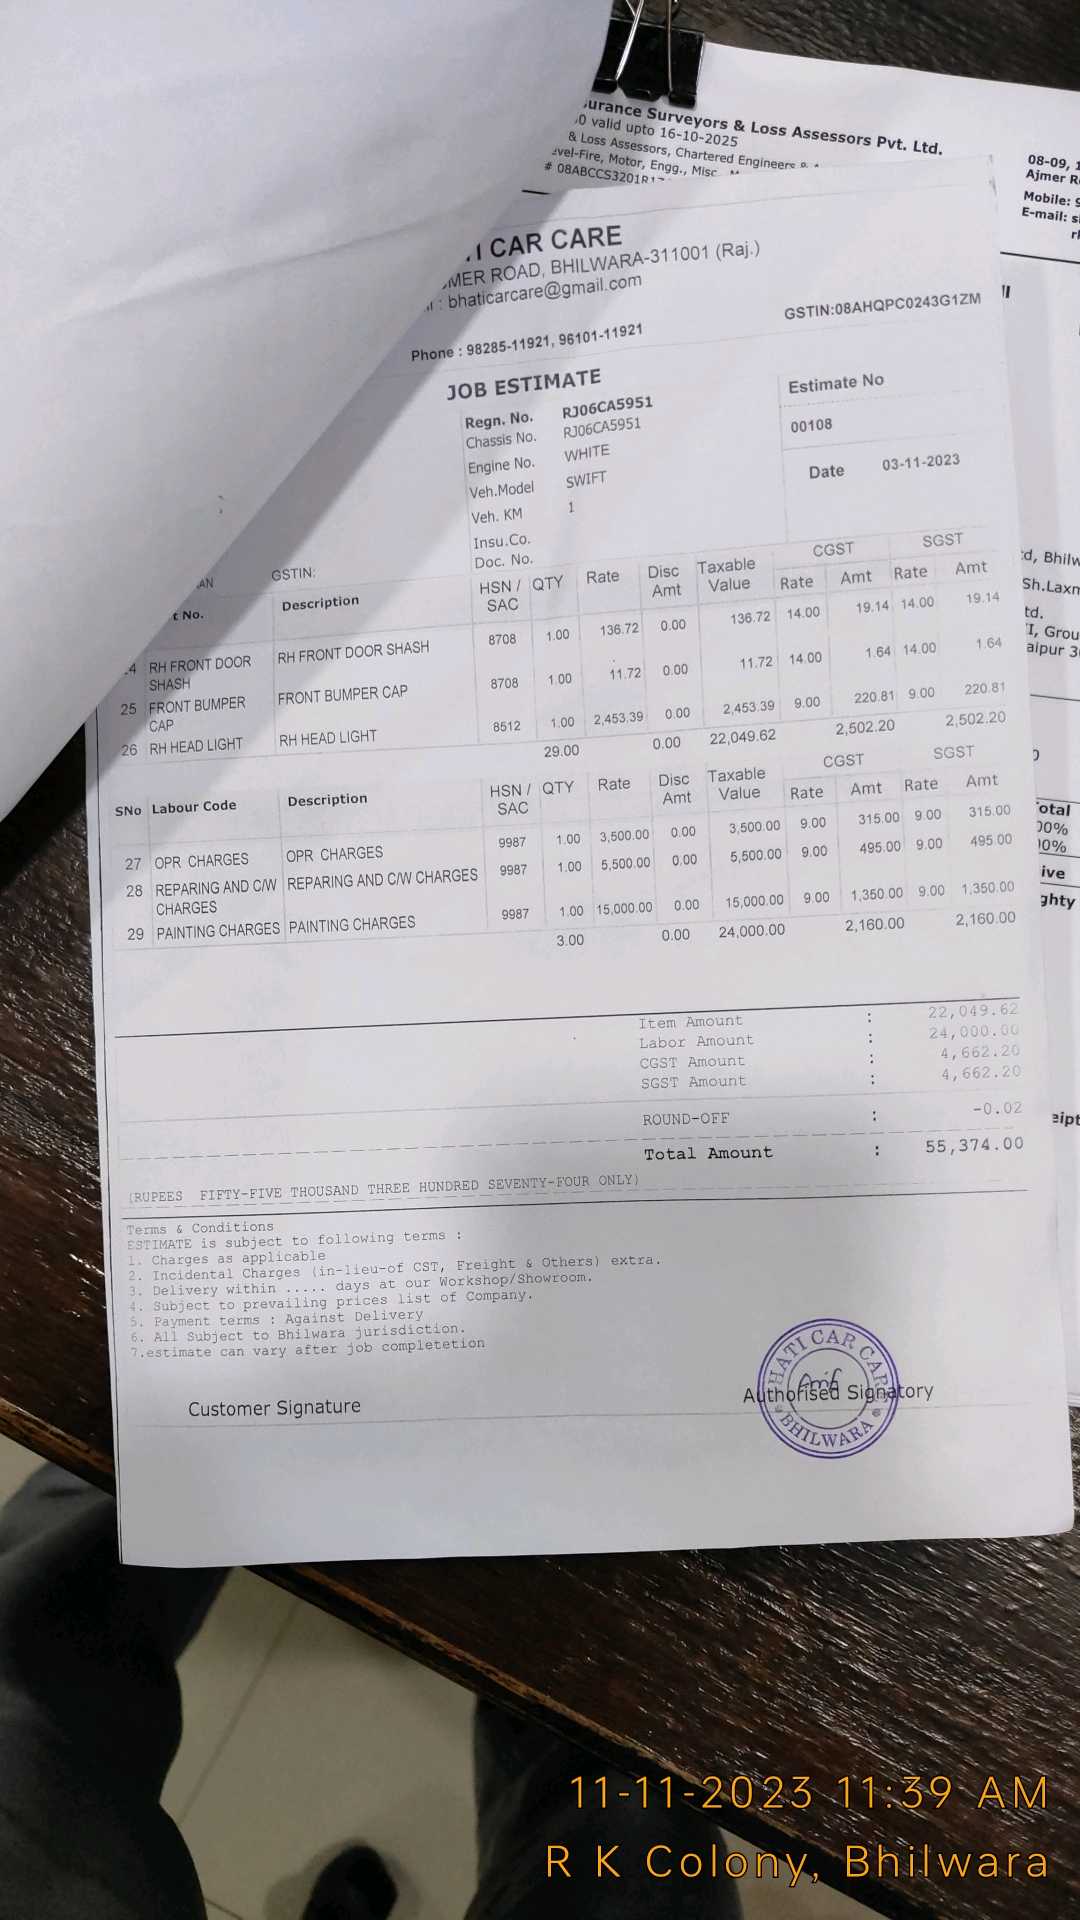 surance Surveyors & Loss Assessors Pvt. Ltd.
0 valid upto 16-10-2025
& Loss Assessors, Chartered Engineers
evel-Fire, Motor, Engg., Misc
# 08ABCCS3201R1
08-09, 1
Ajmer R
Mobile: 9
E-mail: s
I CAR CARE
MER ROAD, BHILWARA-311001 (Raj.)
: bhaticarcare@gmail.com
GSTIN:08AHQPC0243G1ZM
Phone : 98285-11921, 96101-11921
JOB ESTIMATE
Estimate No
Regn. No. RJ06CA5951
Chassis No. RJ06CA5951
00108
Engine No. WHITE
Veh.Model SWIFT
Date 03-11-2023
Veh. KM 1
Insu.Co.
Doc. No.
AN GSTIN:
t No. Description HSN / SAC QTY Rate Disc Amt Taxable Value CGST Rate Amt SGST Rate Amt
4 RH FRONT DOOR SHASH RH FRONT DOOR SHASH 8708 1.00 136.72 0.00 136.72 14.00 19.14 14.00 19.14
25 FRONT BUMPER CAP FRONT BUMPER CAP 8708 1.00 11.72 0.00 11.72 14.00 1.64 14.00 1.64
26 RH HEAD LIGHT RH HEAD LIGHT 8512 1.00 2,453.39 0.00 2,453.39 9.00 220.81 9.00 220.81
29.00 0.00 22,049.62 2,502.20 2,502.20
SNo Labour Code Description HSN / SAC QTY Rate Disc Amt Taxable Value CGST Rate Amt SGST Rate Amt
27 OPR CHARGES OPR CHARGES 9987 1.00 3,500.00 0.00 3,500.00 9.00 315.00 9.00 315.00
28 REPARING AND C/W CHARGES REPARING AND C/W CHARGES 9987 1.00 5,500.00 0.00 5,500.00 9.00 495.00 9.00 495.00
29 PAINTING CHARGES PAINTING CHARGES 9987 1.00 15,000.00 0.00 15,000.00 9.00 1,350.00 9.00 1,350.00
3.00 0.00 24,000.00 2,160.00 2,160.00
Item Amount : 22,049.62
Labor Amount : 24,000.00
CGST Amount : 4,662.20
SGST Amount : 4,662.20
ROUND-OFF : -0.02
Total Amount : 55,374.00
(RUPEES FIFTY-FIVE THOUSAND THREE HUNDRED SEVENTY-FOUR ONLY)
Terms & Conditions
ESTIMATE is subject to following terms :
1. Charges as applicable
2. Incidental Charges (in-lieu-of CST, Freight & Others) extra.
3. Delivery within ..... days at our Workshop/Showroom.
4. Subject to prevailing prices list of Company.
5. Payment terms : Against Delivery
6. All Subject to Bhilwara jurisdiction.
7.estimate can vary after job completetion
Customer Signature
Authorised Signatory
HATI CAR CARE
BHILWARA
d, Bhilw
Sh.Laxm
td.
I, Grou
aipur 3
otal
00%
00%
ive
ghty
eipt
11-11-2023 11:39 AM
R K Colony, Bhilwara